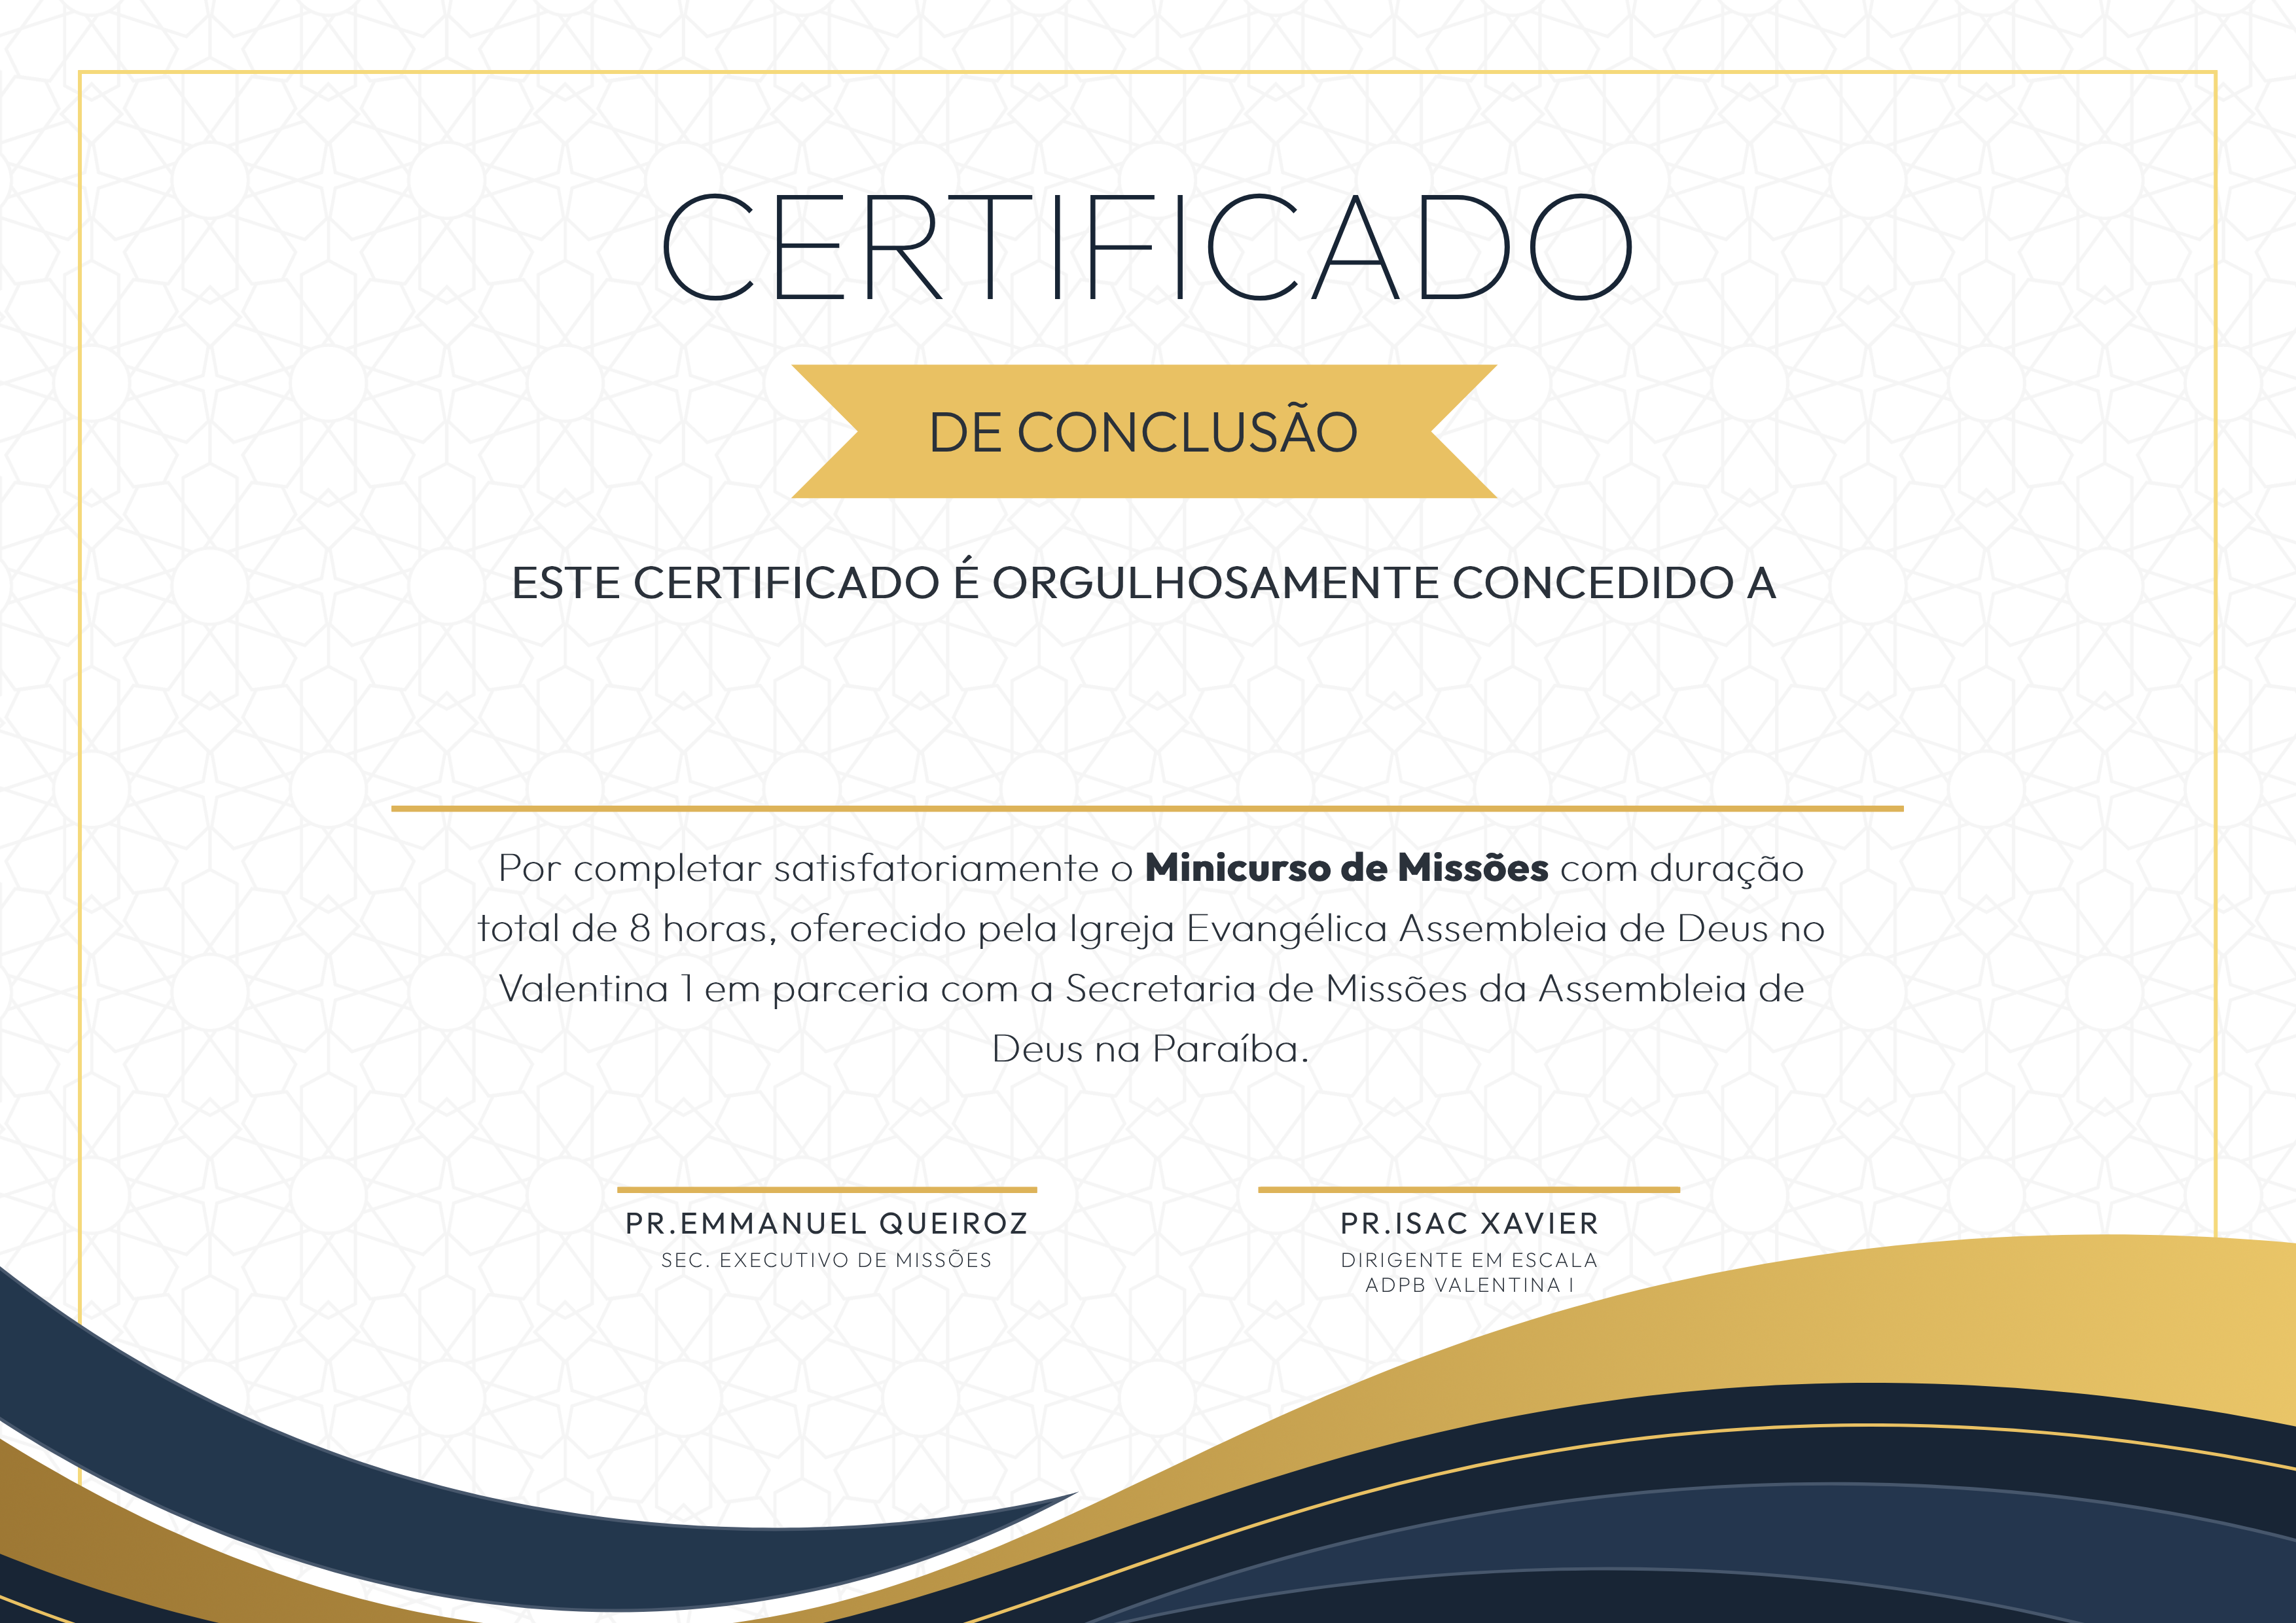 CERTIFICADO
DE CONCLUSÃO
ESTE CERTIFICADO É ORGULHOSAMENTE CONCEDIDO A
Por completar satisfatoriamente o Minicurso de Missões com duração
total de 8 horas, oferecido pela Igreja Evangélica Assembleia de Deus no
Valentina 1 em parceria com a Secretaria de Missões da Assembleia de
Deus na Paraíba.
PR.EMMANUEL QUEIROZ
SEC. EXECUTIVO DE MISSÕES
PR.ISAC XAVIER
DIRIGENTE EM ESCALA
ADPB VALENTINA I